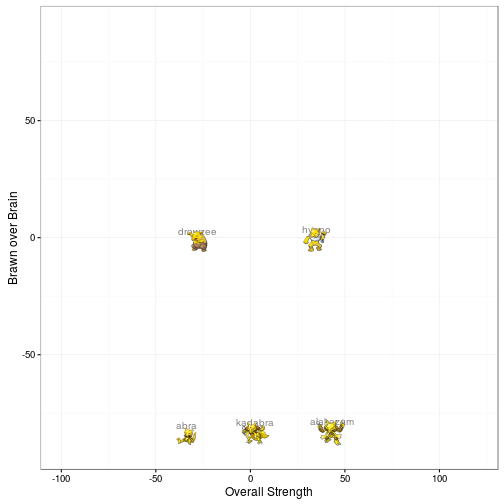 50
0
-50
-100
-50
0
50
100
Overall Strength
Brawn over Brain
drowzee
hypno
abra
kadabra
alakazam